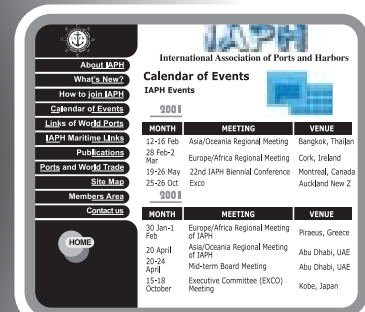 IAPH
International Association of Ports and Harbors
About IAPH
What's New?
How to join IAPH
Calendar of Events
Links of World Ports
IAPH Maritime Links
Publications
Ports and World Trade
Site Map
Members Area
Contact us
HOME
Calendar of Events
IAPH Events
2001
MONTH MEETING VENUE
12-16 Feb Asia/Oceania Regional Meeting Bangkok, Thailan
28 Feb-2
Mar Europe/Africa Regional Meeting Cork, Ireland
19-26 May 22nd IAPH Biennial Conference Montreal, Canada
25-26 Oct Exco Auckland New Z
2001
MONTH MEETING VENUE
30 Jan-1
Feb Europe/Africa Regional Meeting
of IAPH Piraeus, Greece
20 April Asia/Oceania Regional Meeting
of IAPH Abu Dhabi, UAE
20-24
April Mid-term Board Meeting Abu Dhabi, UAE
15-18
October Executive Committee (EXCO)
Meeting Kobe, Japan